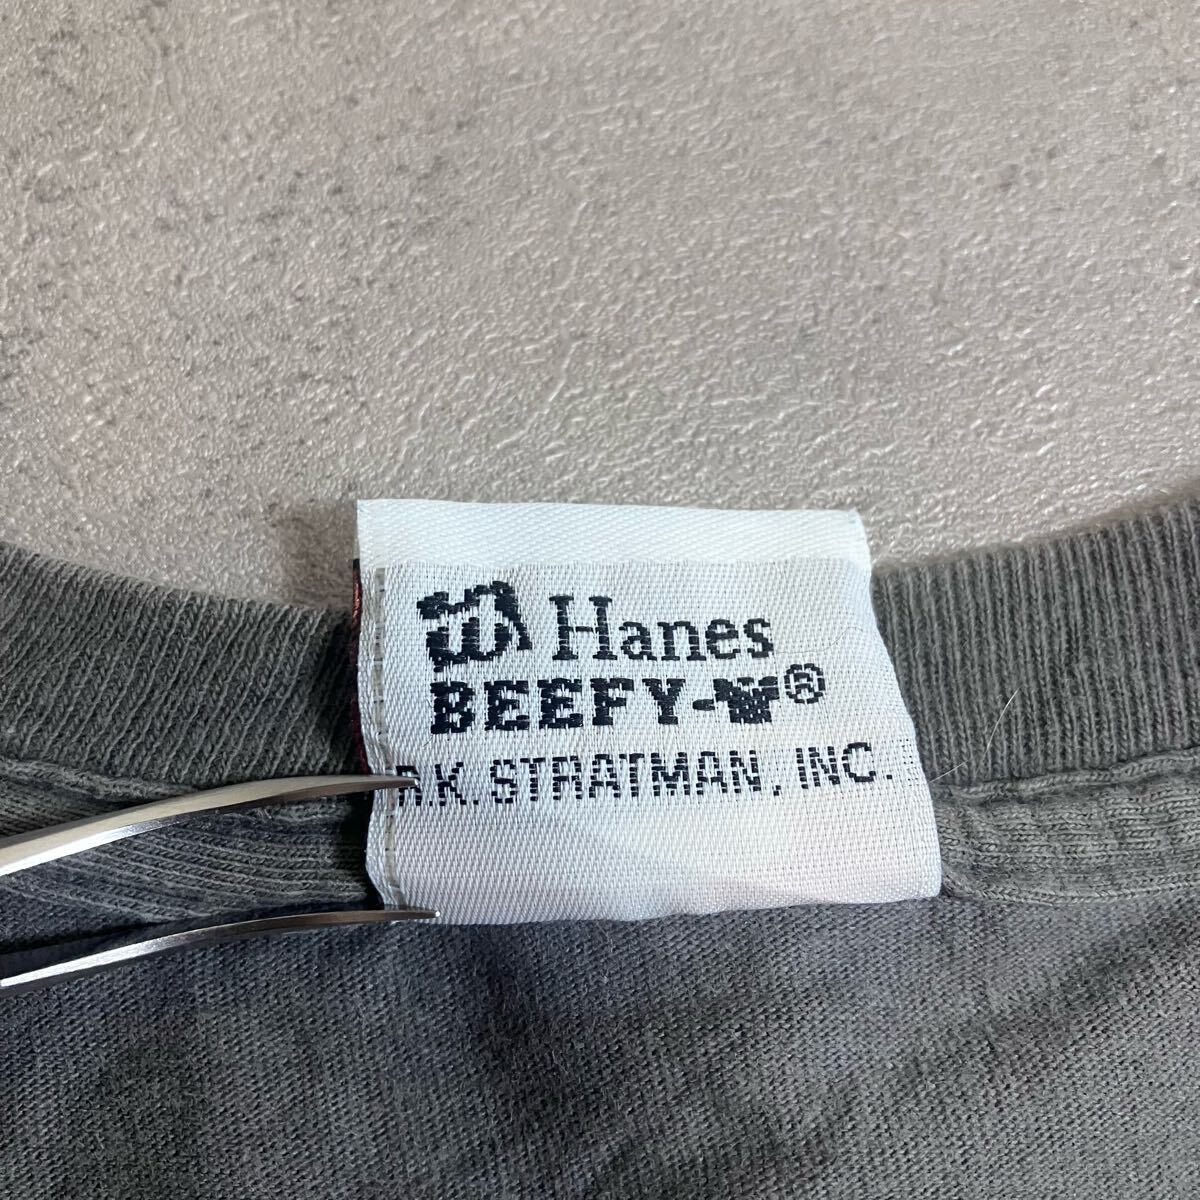 Hanes
BEEFY-T®
R.K. STRATMAN, INC.